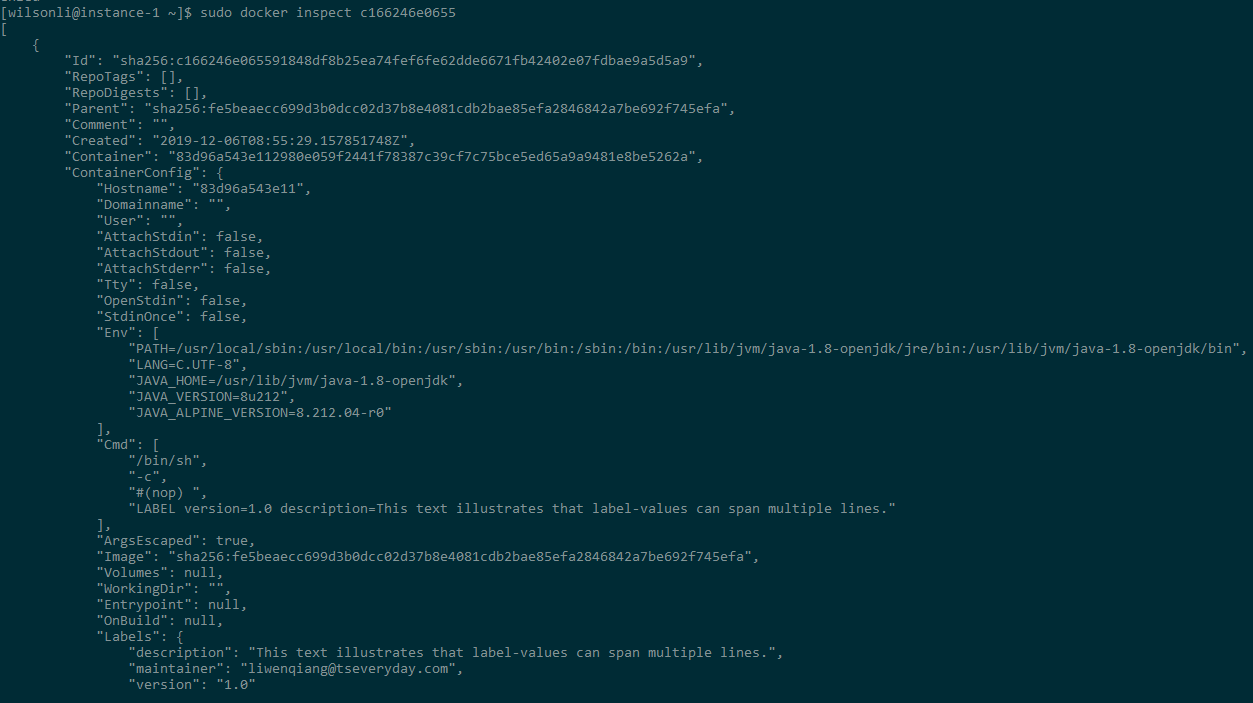 [wilsonli@instance-1 ~]$ sudo docker inspect c166246e0655
[
    {
        "Id": "sha256:c166246e065591848df8b25ea74fef6fe62dde6671fb42402e07fdbae9a5d5a9",
        "RepoTags": [],
        "RepoDigests": [],
        "Parent": "sha256:fe5beaecc699d3b0dcc02d37b8e4081cdb2bae85efa2846842a7be692f745efa",
        "Comment": "",
        "Created": "2019-12-06T08:55:29.157851748Z",
        "Container": "83d96a543e112980e059f2441f78387c39cf7c75bce5ed65a9a9481e8be5262a",
        "ContainerConfig": {
            "Hostname": "83d96a543e11",
            "Domainname": "",
            "User": "",
            "AttachStdin": false,
            "AttachStdout": false,
            "AttachStderr": false,
            "Tty": false,
            "OpenStdin": false,
            "StdinOnce": false,
            "Env": [
                "PATH=/usr/local/sbin:/usr/local/bin:/usr/sbin:/usr/bin:/sbin:/bin:/usr/lib/jvm/java-1.8-openjdk/jre/bin:/usr/lib/jvm/java-1.8-openjdk/bin",
                "LANG=C.UTF-8",
                "JAVA_HOME=/usr/lib/jvm/java-1.8-openjdk",
                "JAVA_VERSION=8u212",
                "JAVA_ALPINE_VERSION=8.212.04-r0"
            ],
            "Cmd": [
                "/bin/sh",
                "-c",
                "#(nop) ",
                "LABEL version=1.0 description=This text illustrates that label-values can span multiple lines."
            ],
            "ArgsEscaped": true,
            "Image": "sha256:fe5beaecc699d3b0dcc02d37b8e4081cdb2bae85efa2846842a7be692f745efa",
            "Volumes": null,
            "WorkingDir": "",
            "Entrypoint": null,
            "OnBuild": null,
            "Labels": {
                "description": "This text illustrates that label-values can span multiple lines.",
                "maintainer": "liwenqiang@tseveryday.com",
                "version": "1.0"